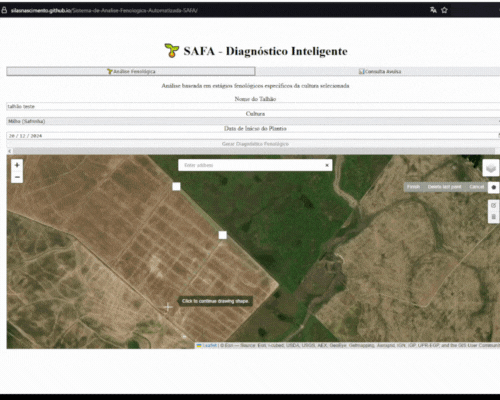 silasnascimento.github.io/Sistema-de-Analise-Fenologica-Automatizada-SAFA/
SAFA - Diagnóstico Inteligente
Análise Fenológica
Consulta Avulsa
Análise baseada em estágios fenológicos específicos da cultura selecionada
Nome do Talhão
talhão teste
Cultura
Milho (Safrinha)
Data de Início do Plantio
20 / 12 / 2024
Gerar Diagnóstico Fenológico
+
Enter address
×
−
Finish
Delete last point
Cancel
Click to continue drawing shape.
Leaflet | © Esri — Source: Esri, i-cubed, USDA, USGS, AEX, GeoEye, Getmapping, Aerogrid, IGN, IGP, UPR-EGP, and the GIS User Community